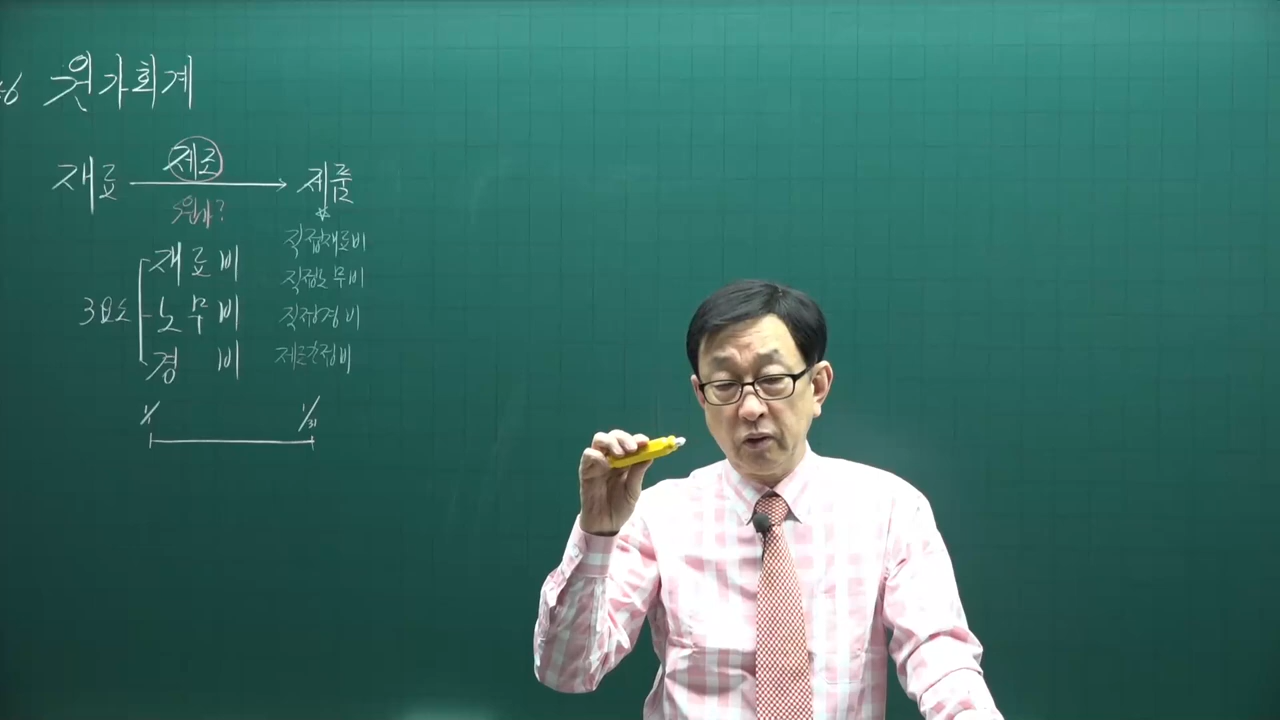 원가회계
재료 제조 제품
원가?
3요소
재료비
노무비
경 비
직접재료비
직접노무비
직접경비
제조간접비
1/1 1/31